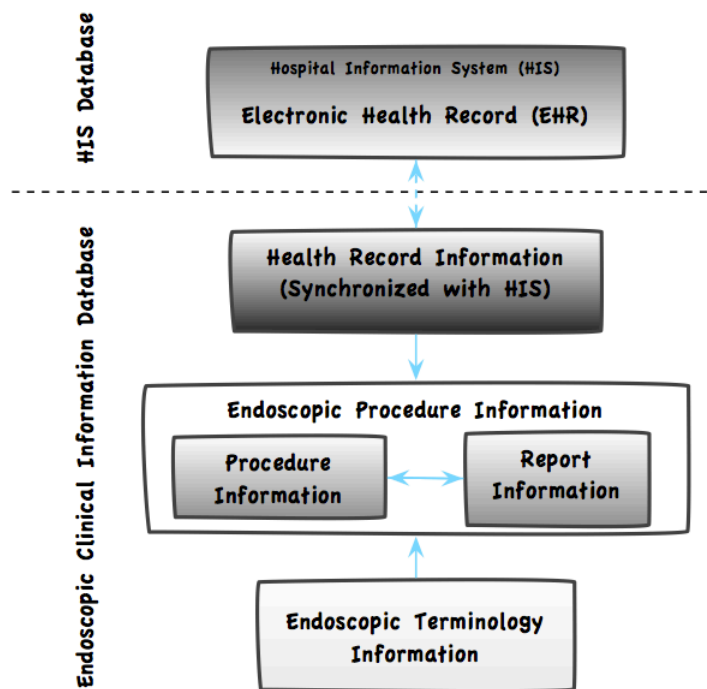 HIS Database
Hospital Information System (HIS)
Electronic Health Record (EHR)
Endoscopic Clinical Information Database
Health Record Information
(Synchronized with HIS)
Endoscopic Procedure Information
Procedure
Information
Report
Information
Endoscopic Terminology
Information